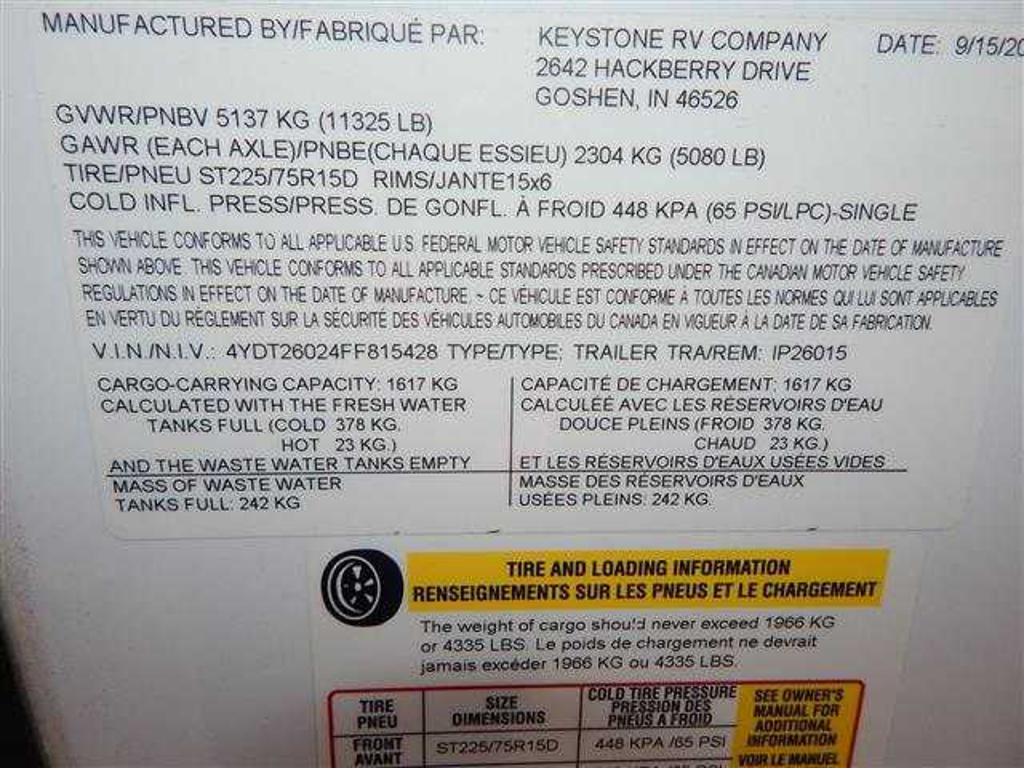 MANUFACTURED BY/FABRIQUÉ PAR: KEYSTONE RV COMPANY DATE: 9/15/20
2642 HACKBERRY DRIVE
GOSHEN, IN 46526
GVWR/PNBV 5137 KG (11325 LB)
GAWR (EACH AXLE)/PNBE(CHAQUE ESSIEU) 2304 KG (5080 LB)
TIRE/PNEU ST225/75R15D RIMS/JANTE15x6
COLD INFL. PRESS/PRESS. DE GONFL. À FROID 448 KPA (65 PSI/LPC)-SINGLE
THIS VEHICLE CONFORMS TO ALL APPLICABLE U.S. FEDERAL MOTOR VEHICLE SAFETY STANDARDS IN EFFECT ON THE DATE OF MANUFACTURE
SHOWN ABOVE. THIS VEHICLE CONFORMS TO ALL APPLICABLE STANDARDS PRESCRIBED UNDER THE CANADIAN MOTOR VEHICLE SAFETY
REGULATIONS IN EFFECT ON THE DATE OF MANUFACTURE. ~ CE VÉHICULE EST CONFORME À TOUTES LES NORMES QUI LUI SONT APPLICABLES
EN VERTU DU RÈGLEMENT SUR LA SÉCURITÉ DES VÉHICULES AUTOMOBILES DU CANADA EN VIGUEUR À LA DATE DE SA FABRICATION.
V.I.N./N.I.V.: 4YDT26024FF815428 TYPE/TYPE: TRAILER TRA/REM: IP26015
CARGO-CARRYING CAPACITY: 1617 KG
CALCULATED WITH THE FRESH WATER
TANKS FULL (COLD 378 KG.
HOT 23 KG.)
AND THE WASTE WATER TANKS EMPTY
MASS OF WASTE WATER
TANKS FULL: 242 KG
CAPACITÉ DE CHARGEMENT: 1617 KG
CALCULÉE AVEC LES RÉSERVOIRS D'EAU
DOUCE PLEINS (FROID 378 KG.
CHAUD 23 KG.)
ET LES RÉSERVOIRS D'EAUX USÉES VIDES
MASSE DES RÉSERVOIRS D'EAUX
USÉES PLEINS: 242 KG.
TIRE AND LOADING INFORMATION
RENSEIGNEMENTS SUR LES PNEUS ET LE CHARGEMENT
The weight of cargo should never exceed 1966 KG
or 4335 LBS. Le poids de chargement ne devrait
jamais excéder 1966 KG ou 4335 LBS.
TIRE
PNEU
SIZE
DIMENSIONS
COLD TIRE PRESSURE
PRESSION DES
PNEUS A FROID
SEE OWNER'S
MANUAL FOR
ADDITIONAL
INFORMATION
VOIR LE MANUEL
FRONT
AVANT
ST225/75R15D
448 KPA /65 PSI